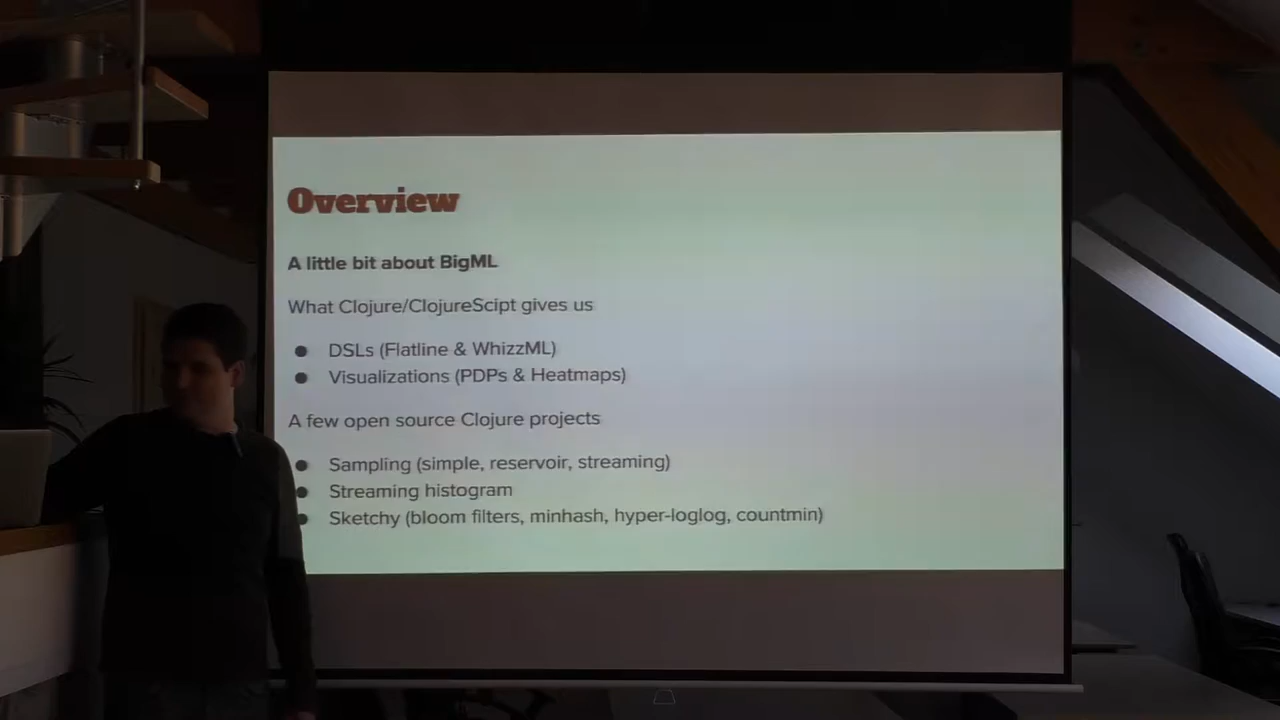 Overview
A little bit about BigML
What Clojure/ClojureScipt gives us
● DSLs (Flatline & WhizzML)
● Visualizations (PDPs & Heatmaps)
A few open source Clojure projects
● Sampling (simple, reservoir, streaming)
● Streaming histogram
● Sketchy (bloom filters, minhash, hyper-loglog, countmin)